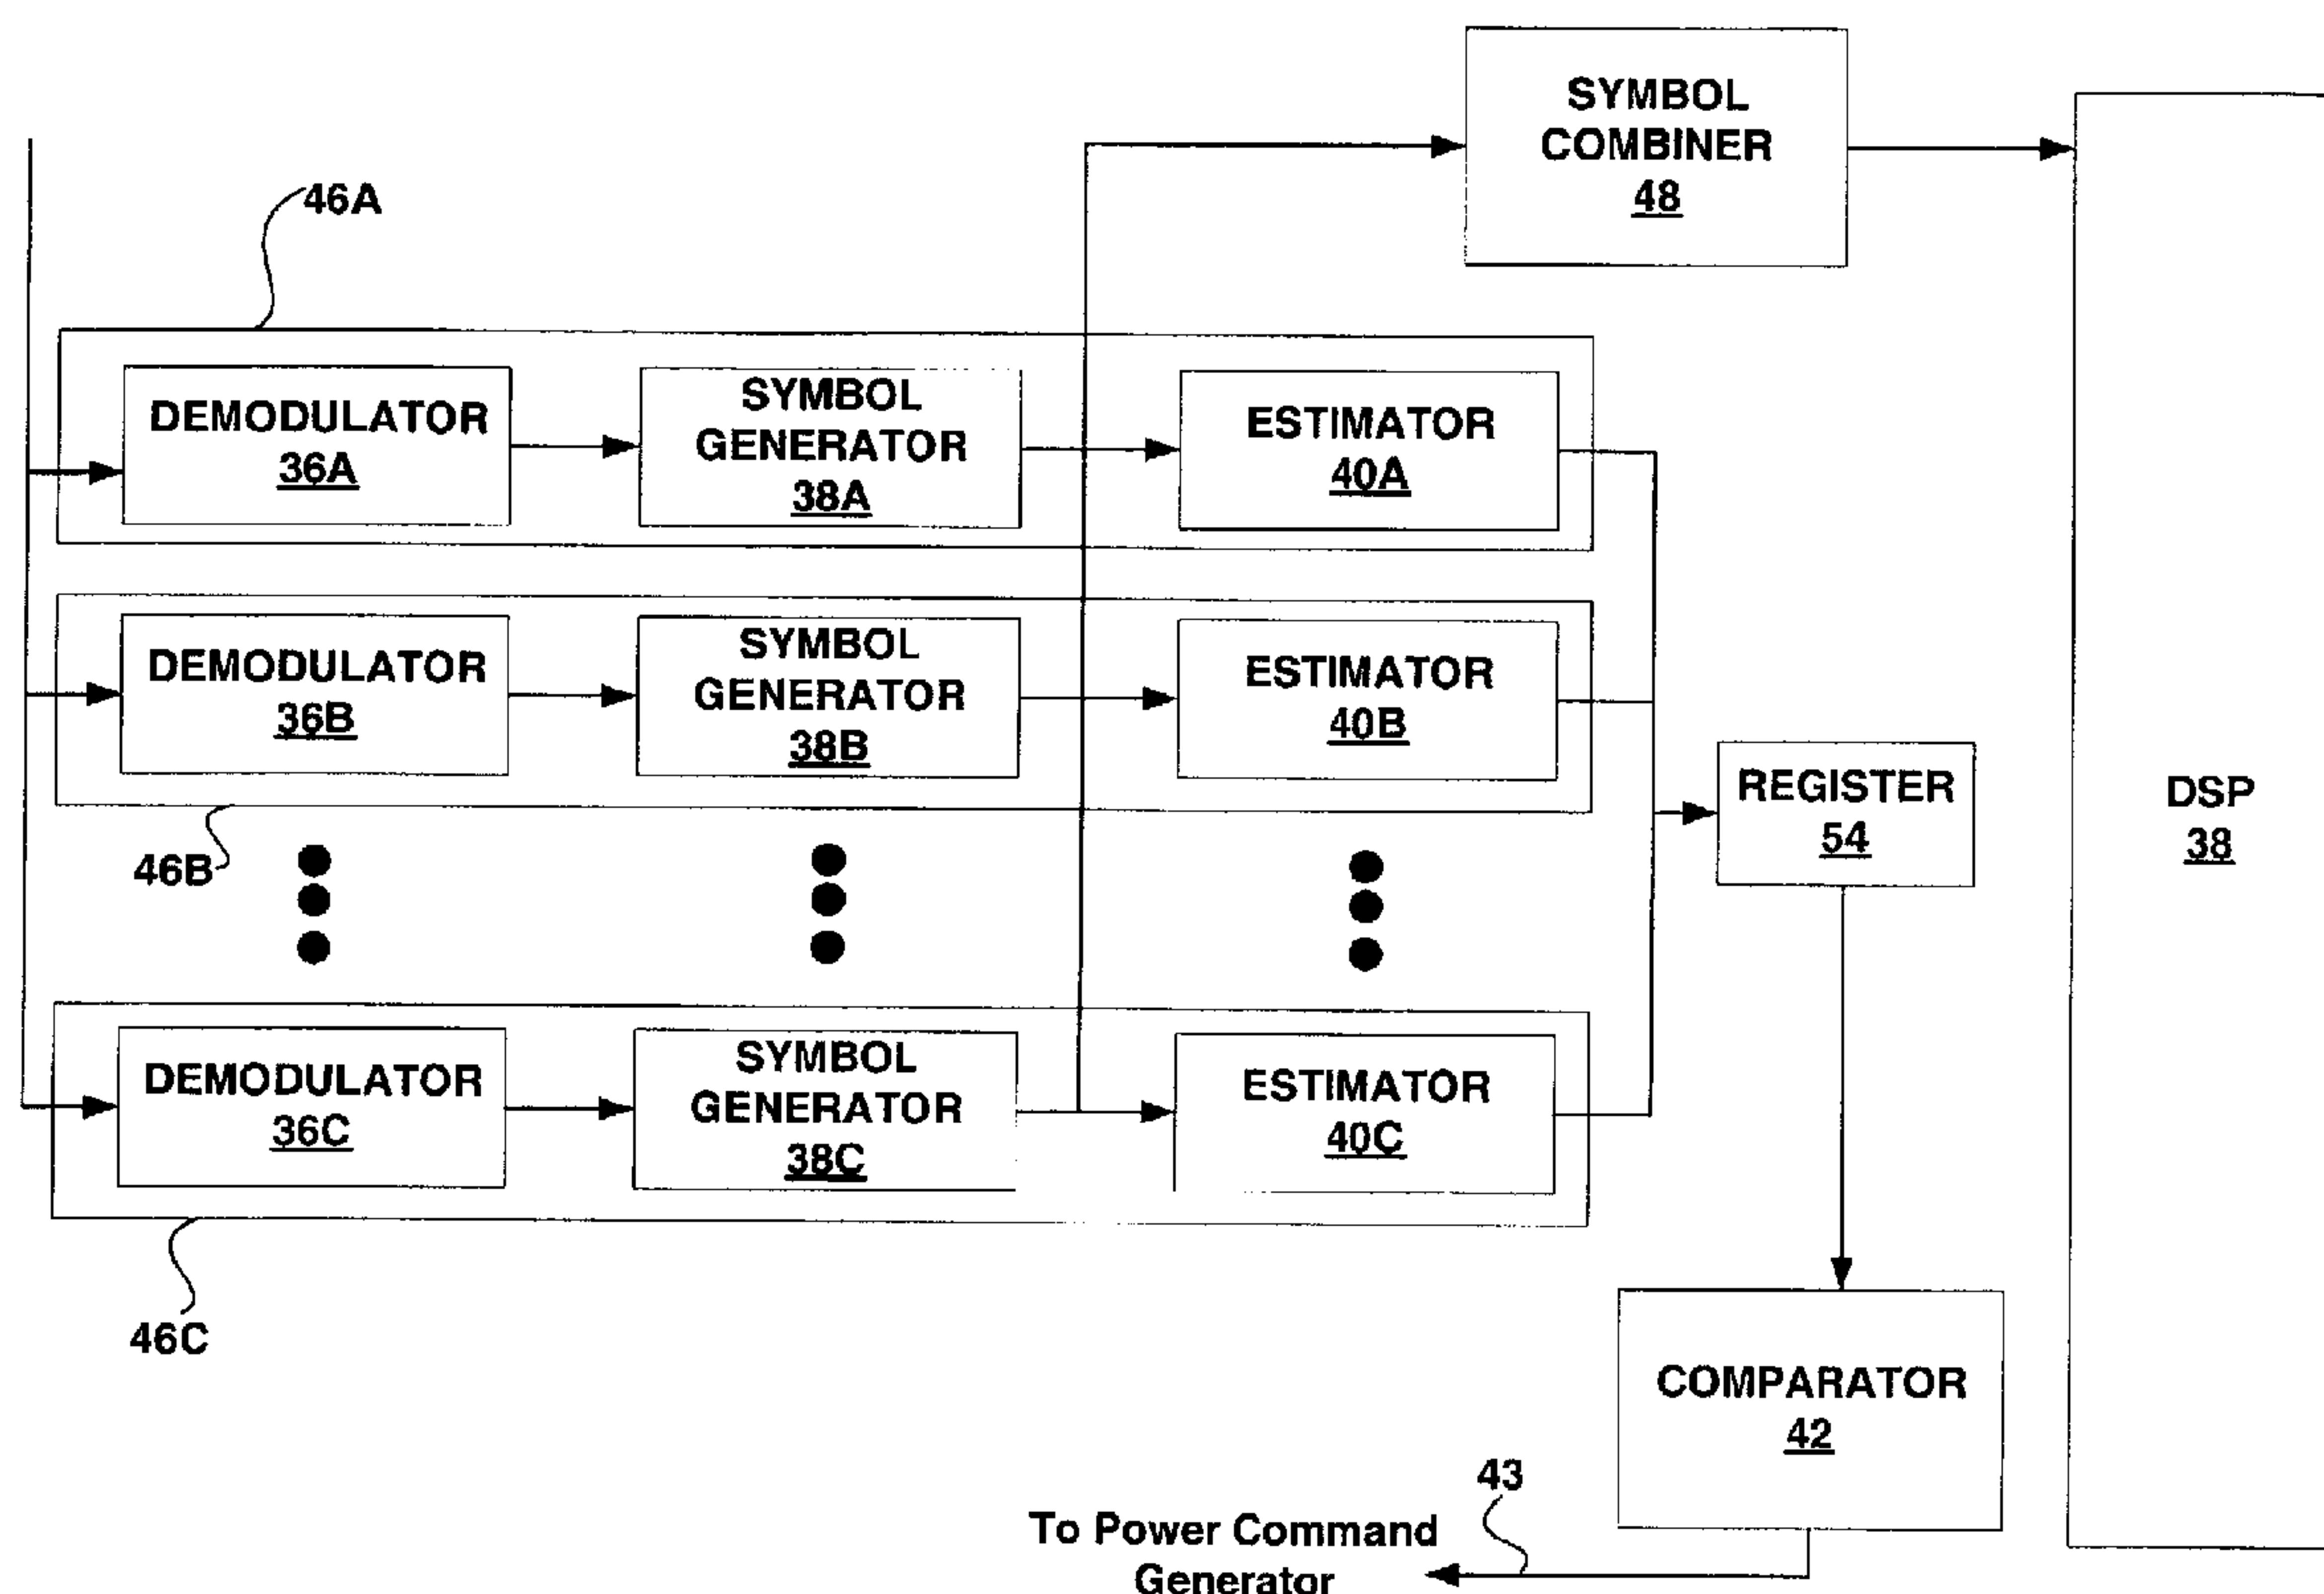 SYMBOL
COMBINER
48
46A
DEMODULATOR
36A
SYMBOL
GENERATOR
38A
ESTIMATOR
40A
DEMODULATOR
36B
SYMBOL
GENERATOR
38B
ESTIMATOR
40B
REGISTER
54
DSP
38
46B
DEMODULATOR
36C
SYMBOL
GENERATOR
38C
ESTIMATOR
40C
46C
COMPARATOR
42
43
To Power Command
Generator